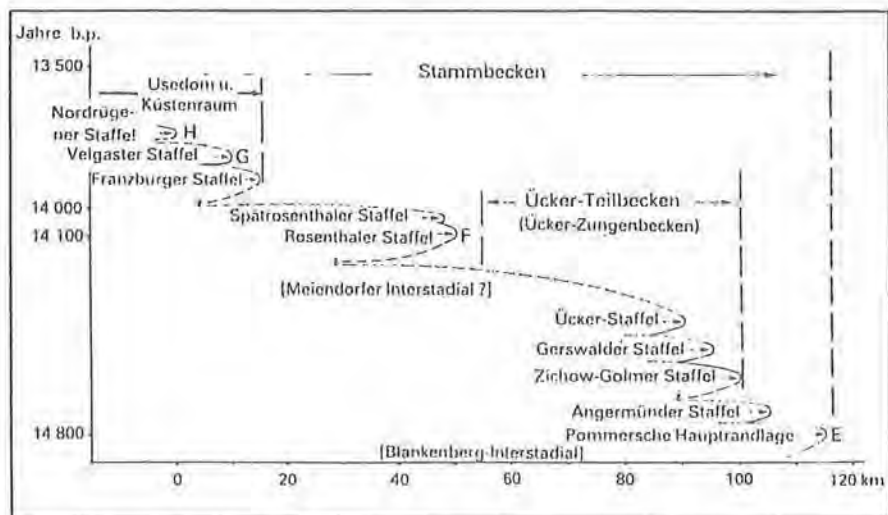 Jahre b.p.
13 500
Usedom u.
Küstenraum
Stammbecken
Nordrüge-
ner Staffel
H
Velgaster Staffel
G
Franzburger Staffel
14 000
14 100
Spätrosenthaler Staffel
Rosenthaler Staffel
F
Ücker-Teilbecken
(Ücker-Zungenbecken)
[Meiendorfer Interstadial ?]
Ücker-Staffel
Gerswalder Staffel
Zichow-Golmer Staffel
Angermünder Staffel
14 800
Pommersche Hauptrandlage
E
[Blankenberg-Interstadial]
0 20 40 60 80 100 120 km